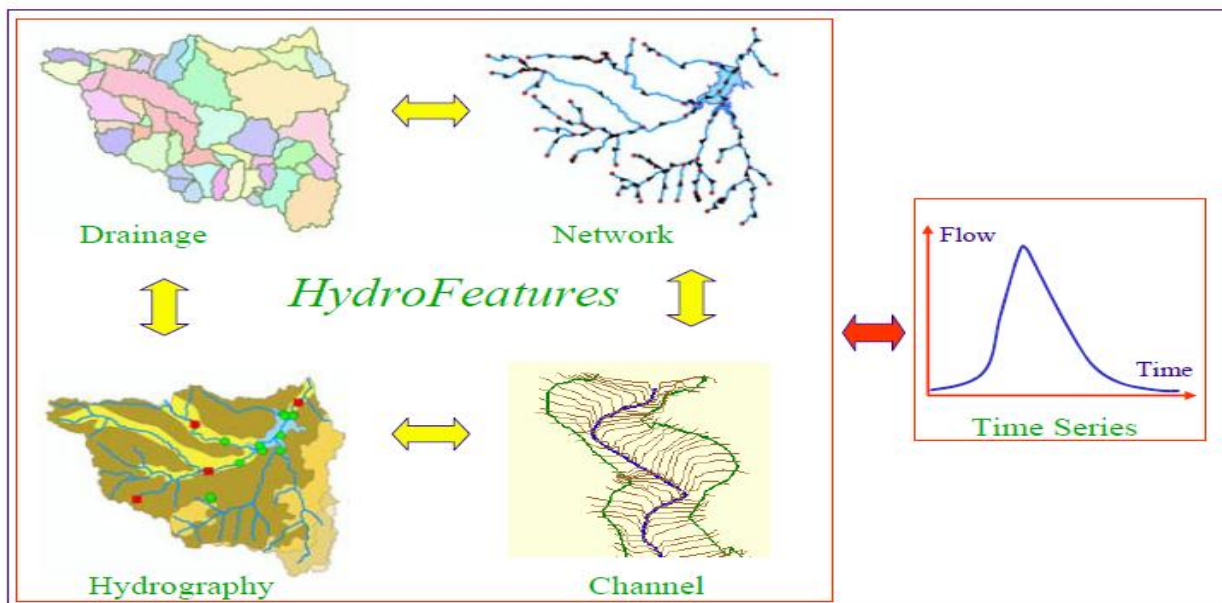 Drainage
Network
HydroFeatures
Hydrography
Channel
Flow
Time
Time Series